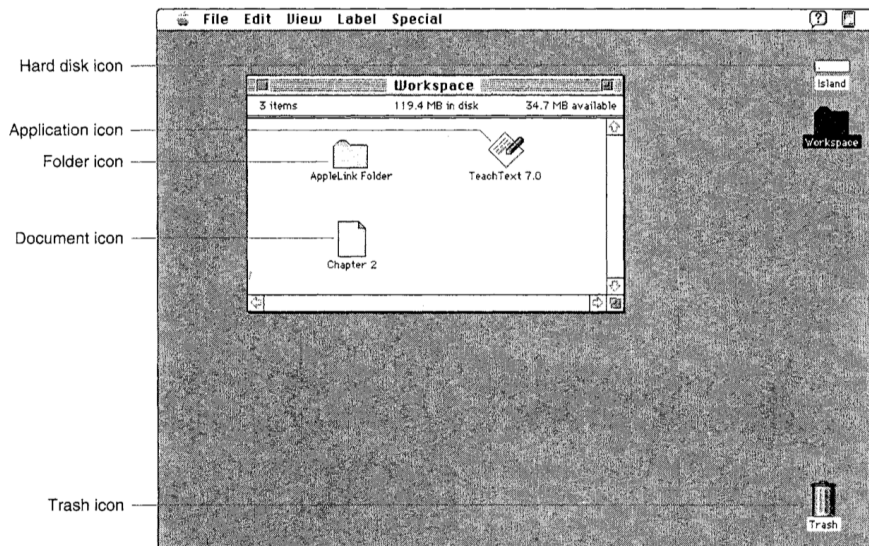 File Edit View Label Special
Hard disk icon
Island
Workspace
3 items 119.4 MB in disk 34.7 MB available
Application icon
Workspace
Folder icon
AppleLink Folder TeachText 7.0
Document icon
Chapter 2
Trash icon
Trash